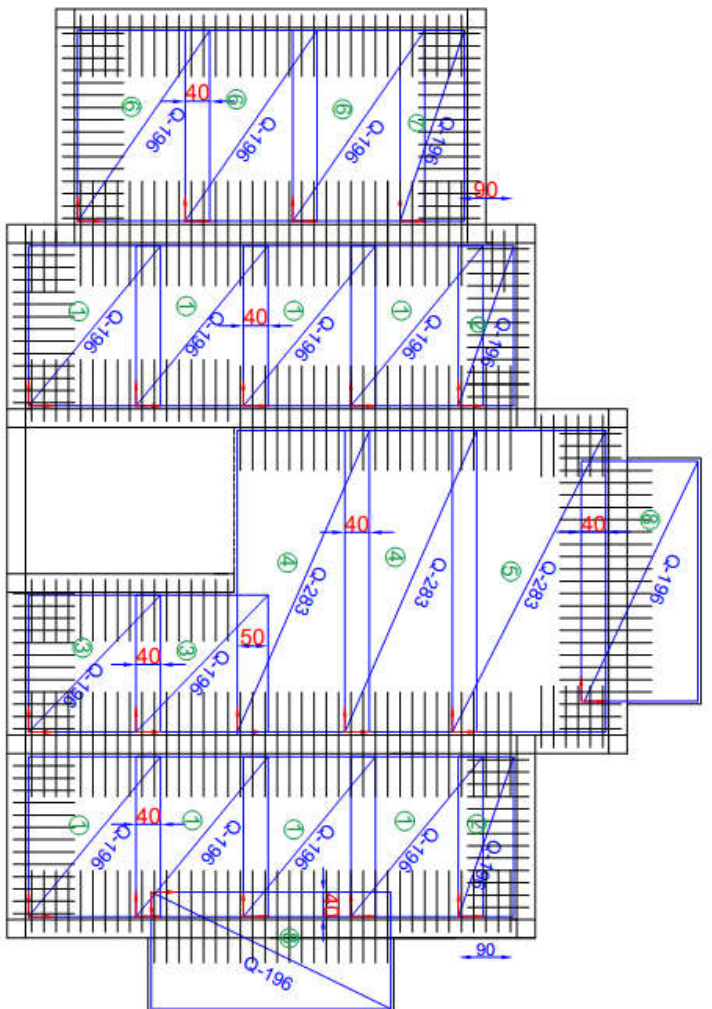 ⑥ 40 ⑥ ⑥ ⑦
Q-196 Q-196 Q-196 Q-196
90
① ① 40 ① ① ②
Q-196 Q-196 Q-196 Q-196 Q-196
40 40 ⑧
④ ④ ⑤
Q-283 Q-283 Q-283 Q-196
③ 40 ③ 50
Q-196 Q-196
① 40 ① ① ① ②
Q-196 Q-196 Q-196 Q-196 Q-196
40
⑧ 90
Q-196